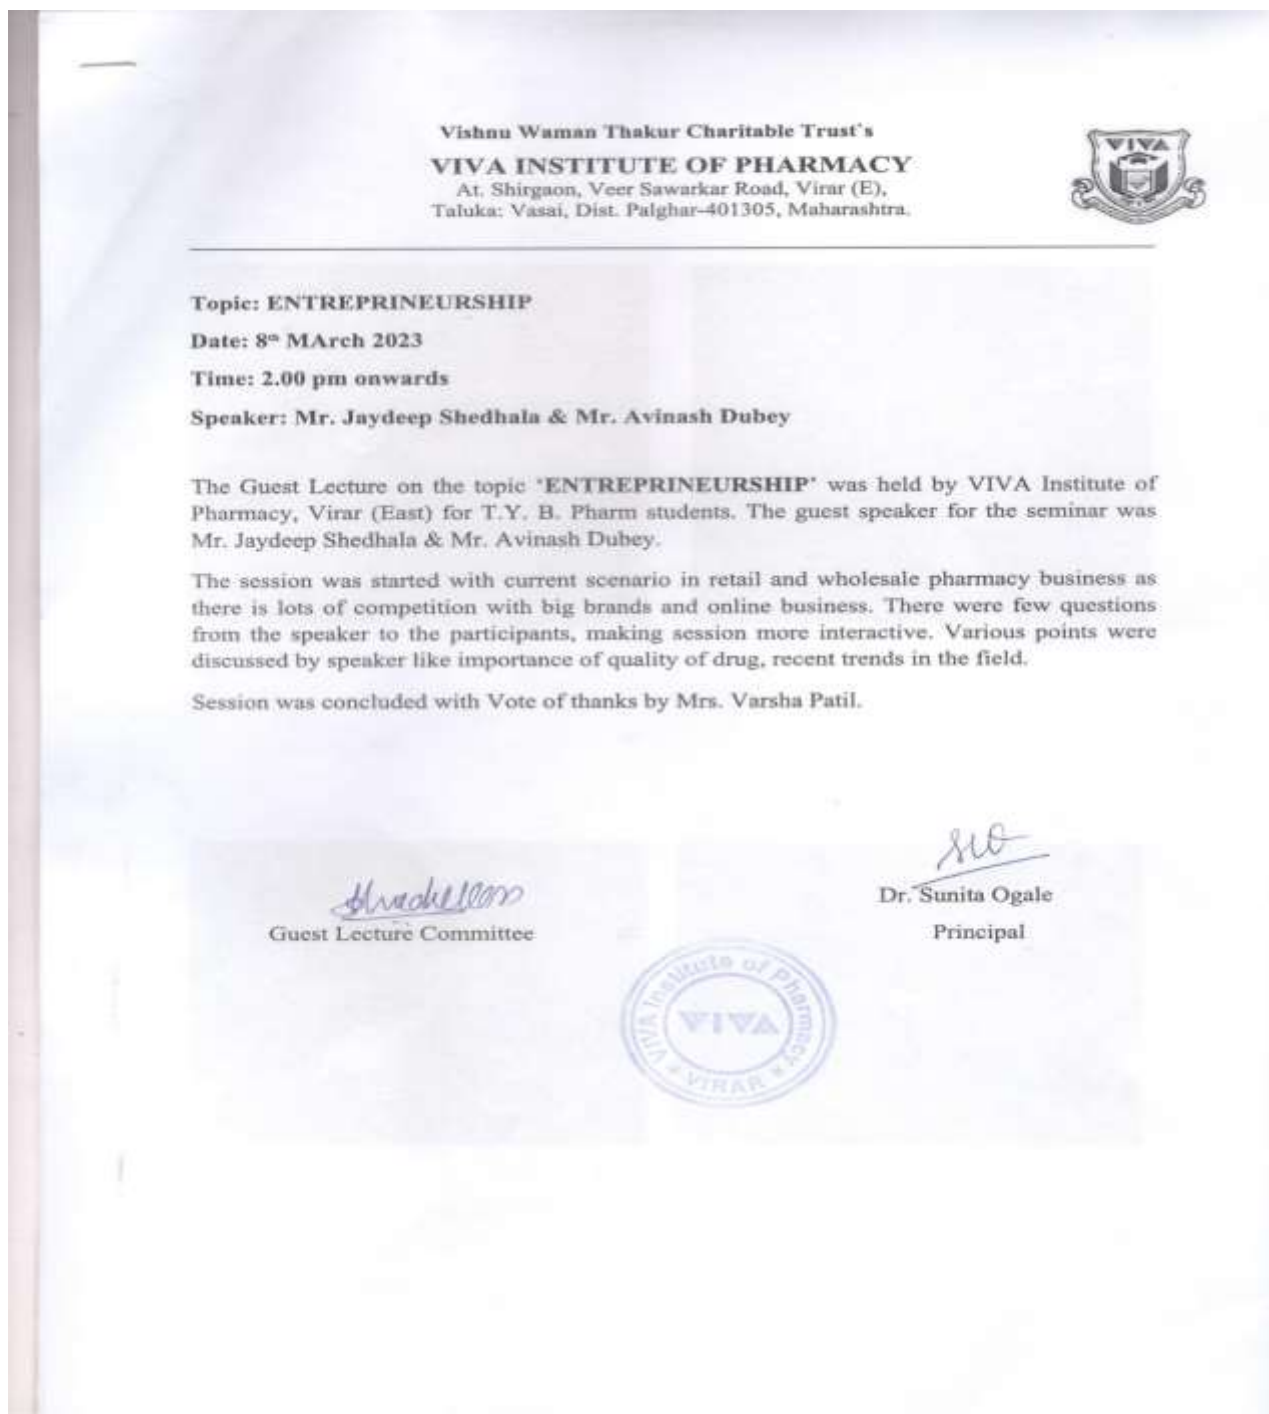 Vishnu Waman Thakur Charitable Trust`s
VIVA INSTITUTE OF PHARMACY
At. Shirgaon, Veer Sawarkar Road, Virar (E),
Taluka: Vasai, Dist. Palghar-401305, Maharashtra.
VIVA
Topic: ENTREPRINEURSHIP
Date: 8th MArch 2023
Time: 2.00 pm onwards
Speaker: Mr. Jaydeep Shedhala & Mr. Avinash Dubey
The Guest Lecture on the topic ‘ENTREPRINEURSHIP’ was held by VIVA Institute of
Pharmacy, Virar (East) for T.Y. B. Pharm students. The guest speaker for the seminar was
Mr. Jaydeep Shedhala & Mr. Avinash Dubey.
The session was started with current scenario in retail and wholesale pharmacy business as
there is lots of competition with big brands and online business. There were few questions
from the speaker to the participants, making session more interactive. Various points were
discussed by speaker like importance of quality of drug, recent trends in the field.
Session was concluded with Vote of thanks by Mrs. Varsha Patil.
Dr. Sunita Ogale
Guest Lecture Committee
Principal
VIVA Institute of Pharmacy
VIVA
VIRAR